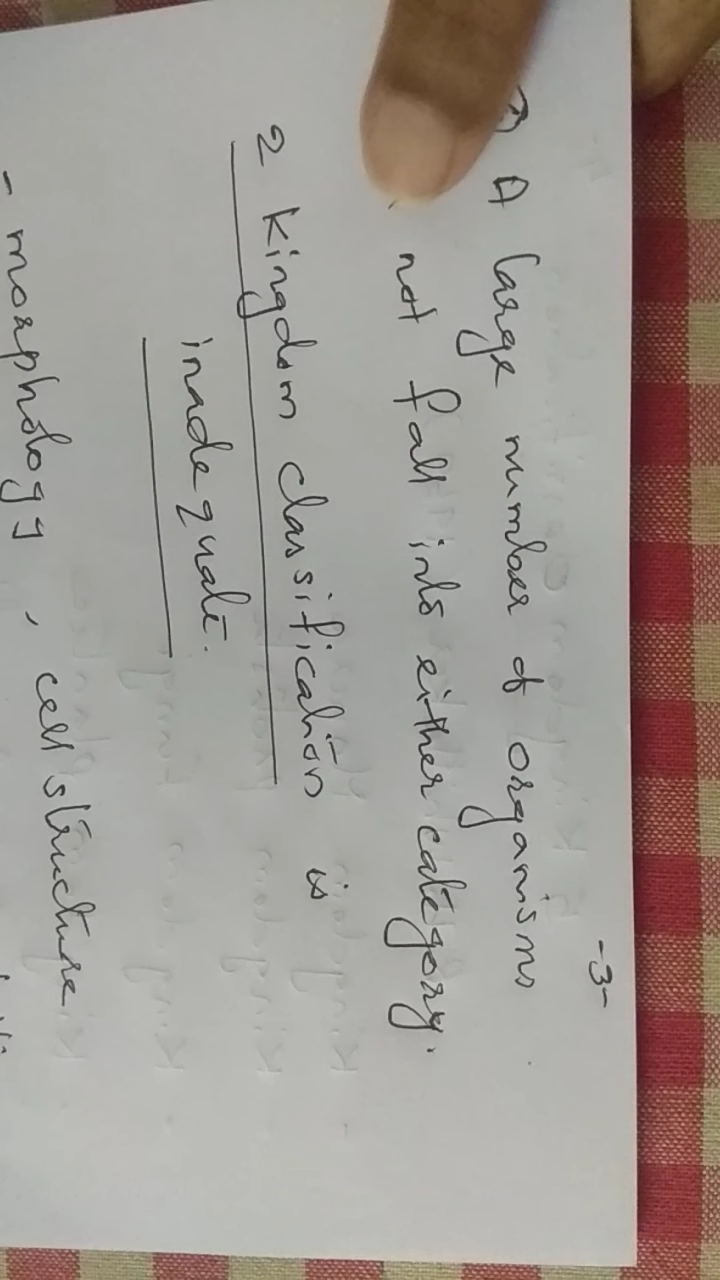 -3-
A large number of organisms
not fall into either category.
2 kingdom classification is
inadequate.
- morphology, cell structure